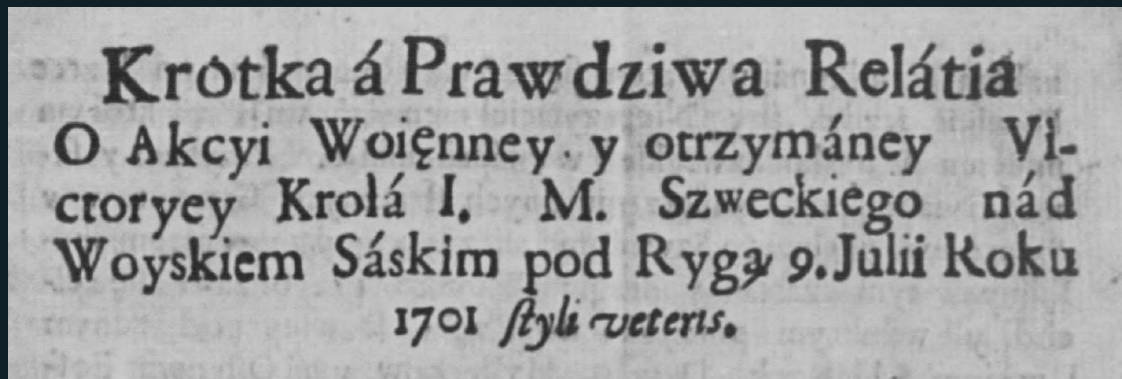 Krotka á Prawdziwa Relátia
O Akcyi Woięnney. y otrzymáney Vi-
ctoryey Krolá I. M. Szweckiego nád
Woyskiem Sáskim pod Rygą 9. Julii Roku
1701 styli veteris.